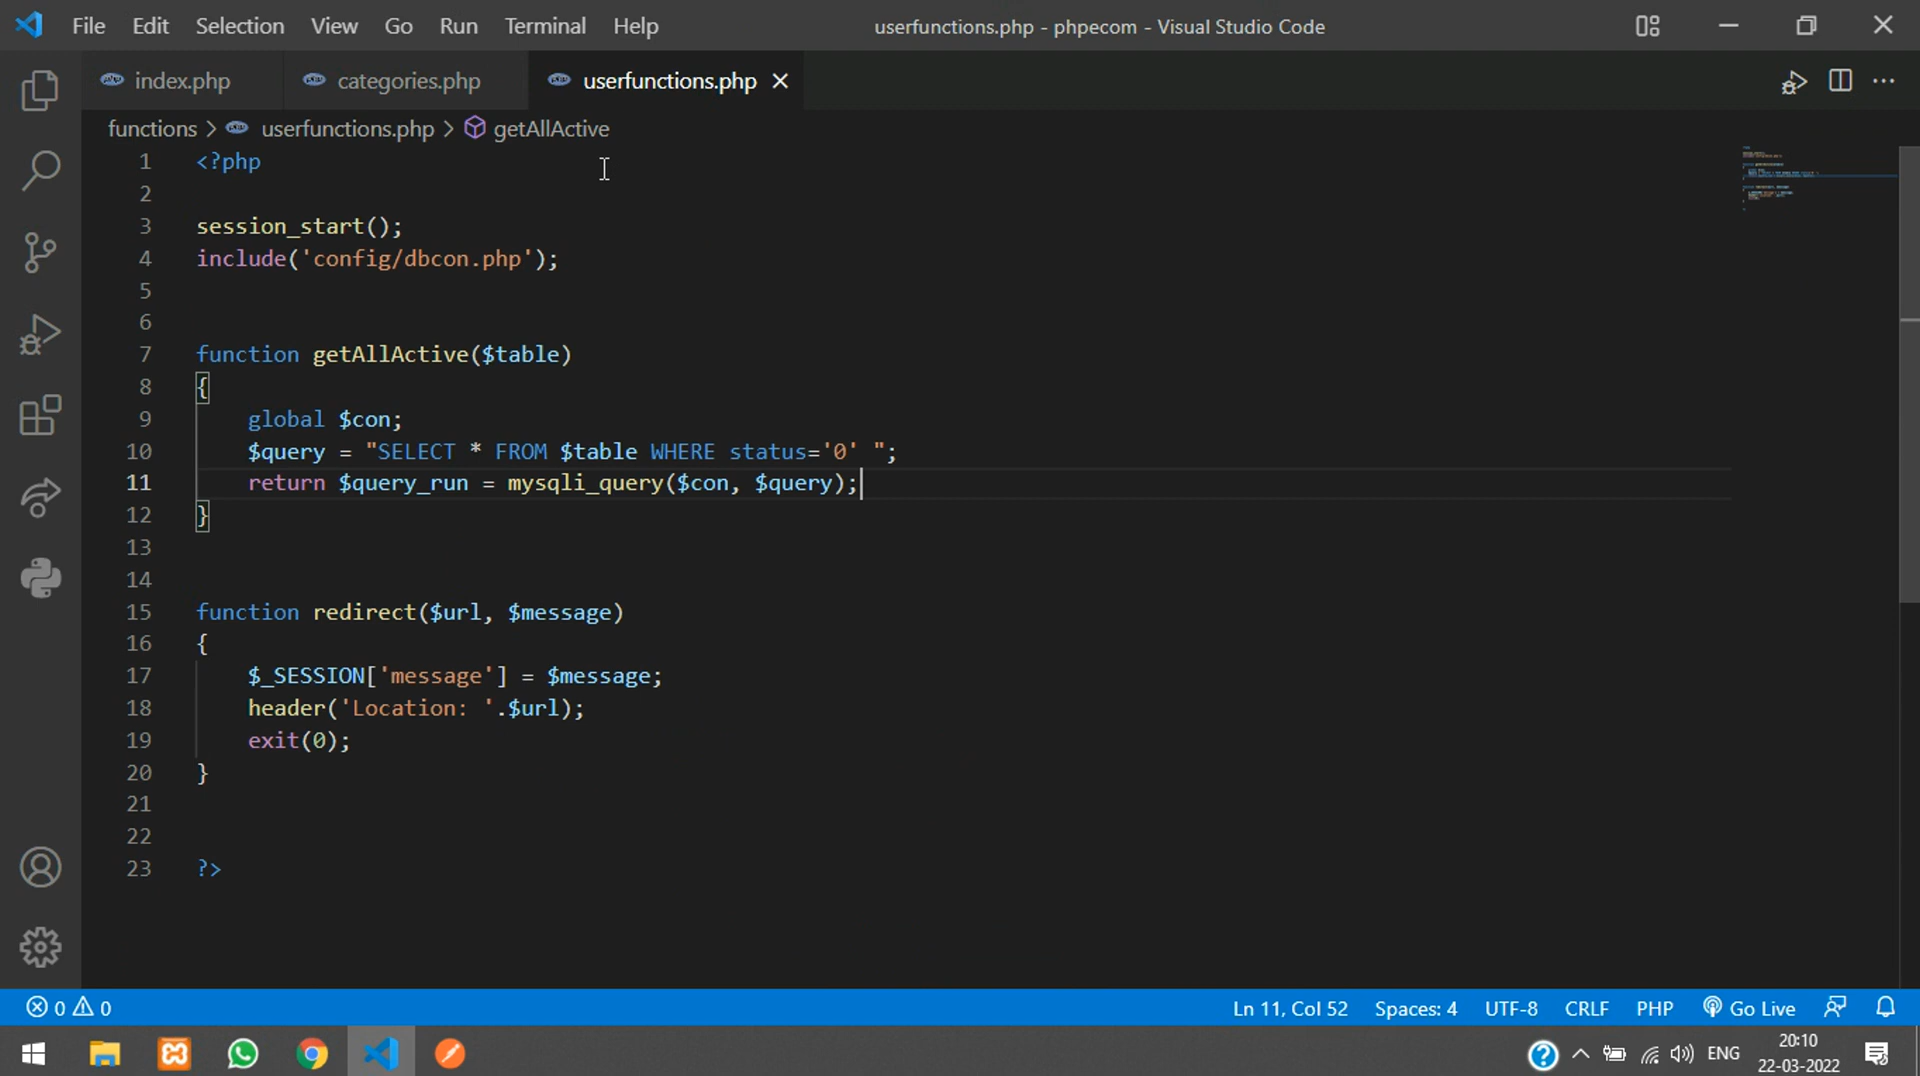 File Edit Selection View Go Run Terminal Help userfunctions.php - phpecom - Visual Studio Code
index.php categories.php userfunctions.php
functions > userfunctions.php > getAllActive
1 <?php
2
3 session_start();
4 include('config/dbcon.php');
5
6
7 function getAllActive($table)
8 {
9 global $con;
10 $query = "SELECT * FROM $table WHERE status='0' ";
11 return $query_run = mysqli_query($con, $query);
12 }
13
14
15 function redirect($url, $message)
16 {
17 $_SESSION['message'] = $message;
18 header('Location: '.$url);
19 exit(0);
20 }
21
22
23 ?>
0 0 Ln 11, Col 52 Spaces: 4 UTF-8 CRLF PHP Go Live
ENG 20:10
22-03-2022